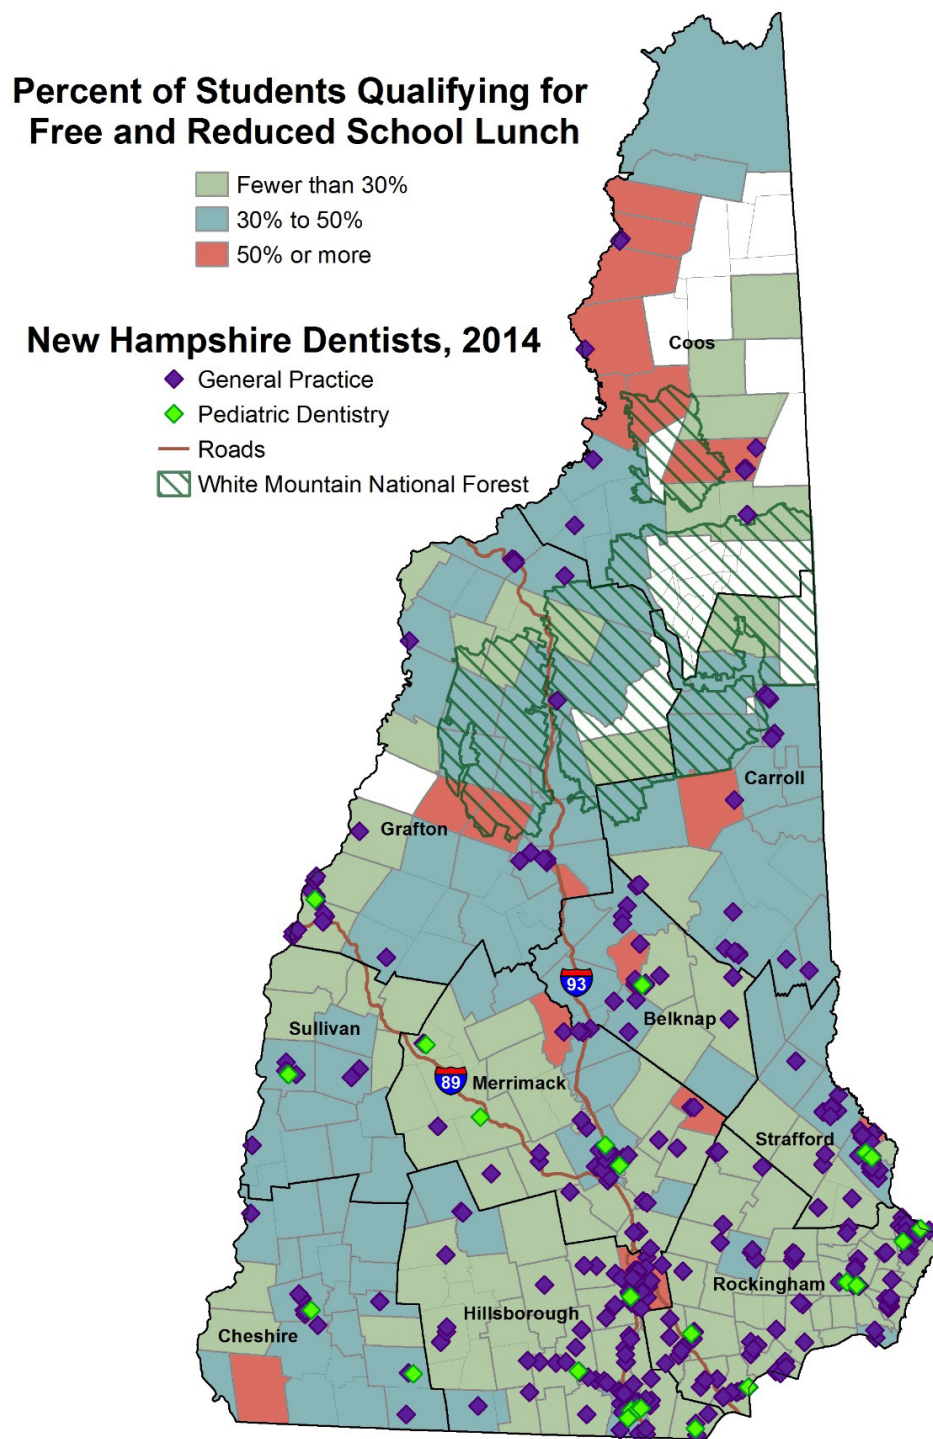 Percent of Students Qualifying for
Free and Reduced School Lunch
Fewer than 30%
30% to 50%
50% or more
New Hampshire Dentists, 2014
General Practice
Pediatric Dentistry
Roads
White Mountain National Forest
Coos
Carroll
Grafton
93
Belknap
Sullivan
89
Merrimack
Strafford
Rockingham
Hillsborough
Cheshire